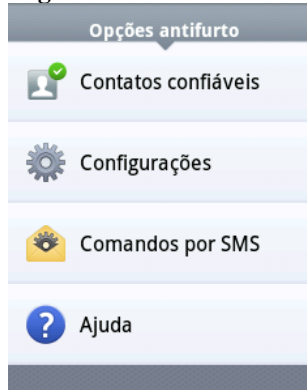 Opções antifurto
Contatos confiáveis
Configurações
Comandos por SMS
Ajuda